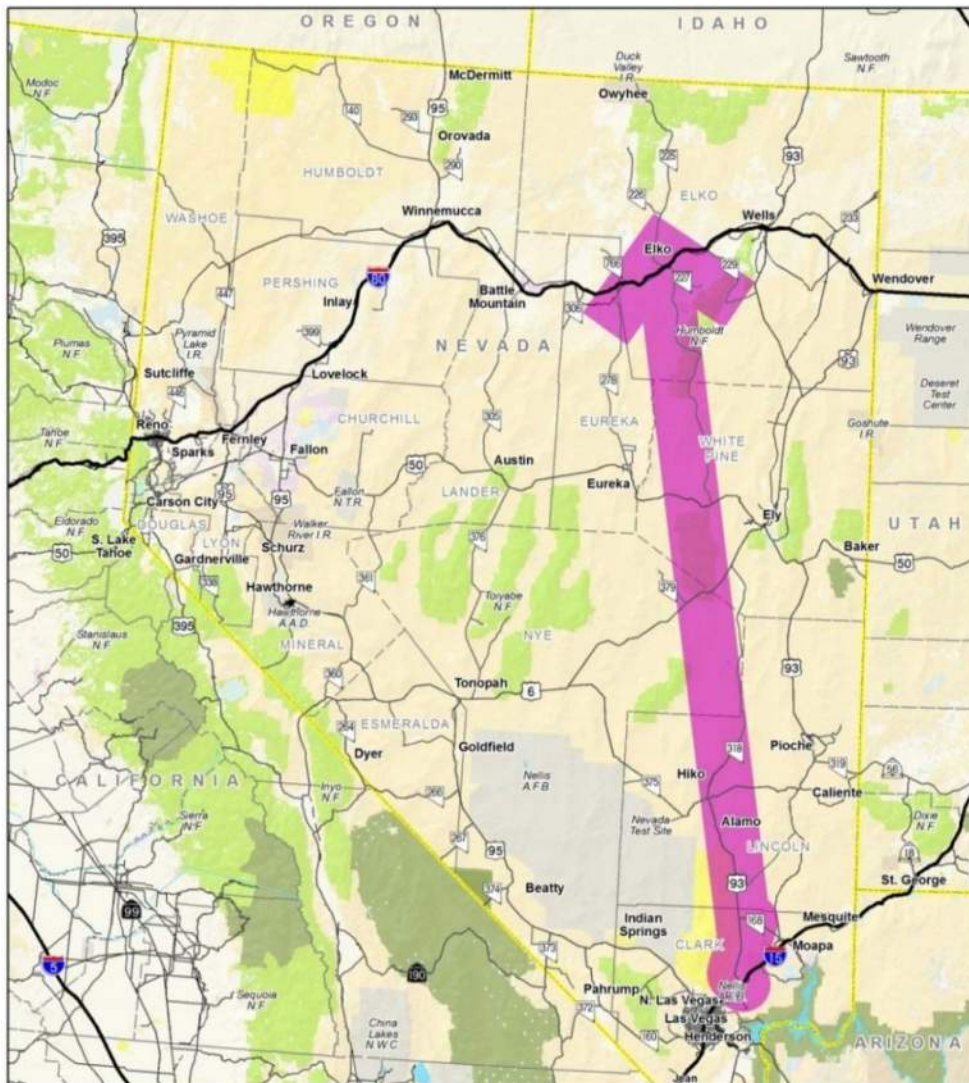 OREGON
IDAHO
Modoc
N.F.
McDermitt
Duck
Valley
I.R.
Owyhee
Sawtooth
N.F.
140
293
95
Orovada
290
225
226
93
HUMBOLDT
ELKO
WASHOE
395
Winnemucca
Wells
233
Elko
766
229
227
Wendover
PERSHING
80
Inlay
Battle
Mountain
306
447
399
Pyramid
Lake
I.R.
NEVADA
Humboldt
N.F.
93
Wendover
Range
Plumas
N.F.
Sutcliffe
446
Lovelock
278
Deseret
Test
Center
CHURCHILL
305
EUREKA
Goshute
I.R.
Reno
Tahoe
N.F.
Sparks
Fernley
Fallon
50
Austin
WHITE
PINE
Carson City
95
95
Fallon
N.T.R.
LANDER
Eureka
Ely
UTAH
Eldorado
N.F.
DOUGLAS
Walker
River I.R.
50
S. Lake
Tahoe
LYON
Schurz
376
Baker
50
Gardnerville
338
Hawthorne
361
379
Hawthorne
A.A.D.
Toiyabe
N.F.
Stanislaus
N.F.
395
MINERAL
NYE
93
360
Tonopah
6
264
ESMERALDA
Dyer
Goldfield
318
Pioche
CALIFORNIA
Inyo
N.F.
Nellis
A.F.B.
375
Hiko
319
56
266
Caliente
Sierra
N.F.
Nevada
Test Site
Alamo
Dixie
N.F.
267
95
LINCOLN
18
374
Beatty
93
St. George
99
Indian
Springs
168
Mesquite
373
CLARK
Moapa
5
190
15
Pahrump
Nellis
A.F.B.
Sequoia
N.F.
372
N. Las Vegas
Las Vegas
160
Henderson
China
Lakes
N.W.C
ARIZONA
Jean